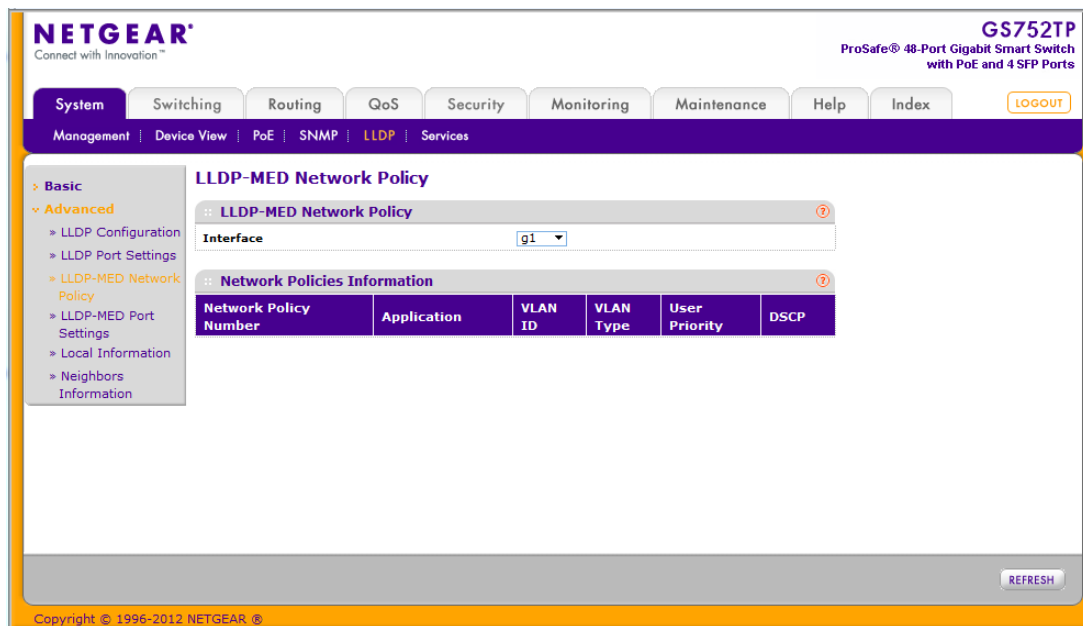 NETGEAR®
Connect with Innovation™
GS752TP
ProSafe® 48-Port Gigabit Smart Switch
with PoE and 4 SFP Ports
System Switching Routing QoS Security Monitoring Maintenance Help Index LOGOUT
Management Device View PoE SNMP LLDP Services
Basic
Advanced
» LLDP Configuration
» LLDP Port Settings
» LLDP-MED Network
Policy
» LLDP-MED Port
Settings
» Local Information
» Neighbors
Information
LLDP-MED Network Policy
LLDP-MED Network Policy ?
Interface g1
Network Policies Information ?
Network Policy
Number
Application
VLAN
ID
VLAN
Type
User
Priority
DSCP
REFRESH
Copyright © 1996-2012 NETGEAR ®